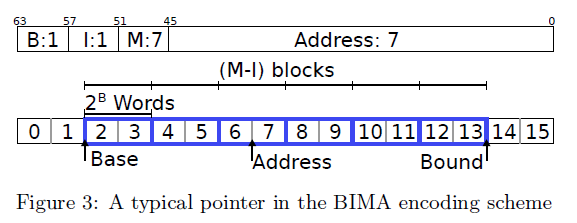 63 57 51 45 0
B:1 I:1 M:7 Address: 7
(M-I) blocks
2ᴮ Words
0 1 2 3 4 5 6 7 8 9 10 11 12 13 14 15
Base Address Bound
Figure 3: A typical pointer in the BIMA encoding scheme